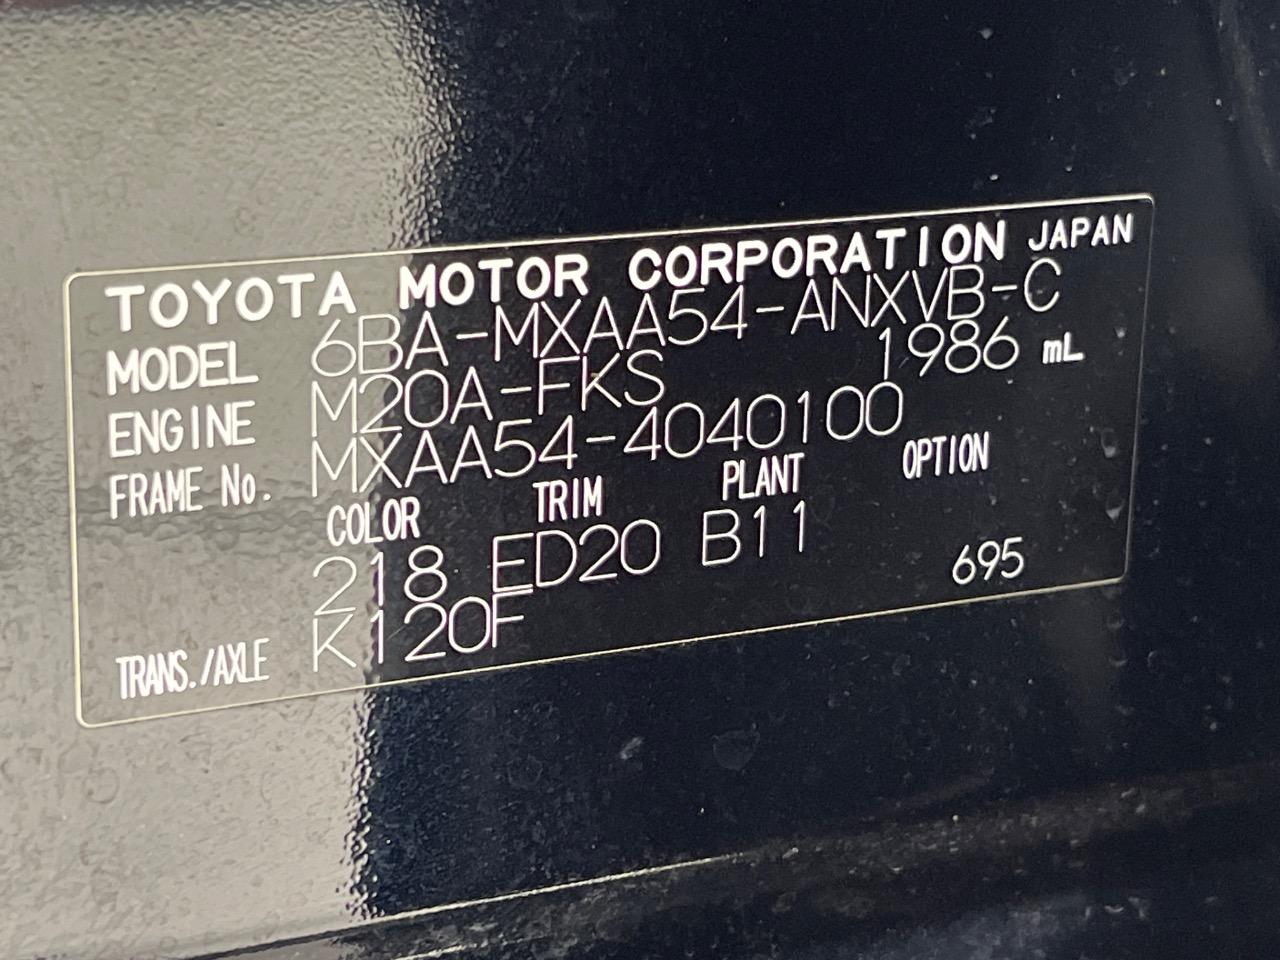 TOYOTA MOTOR CORPORATION JAPAN
MODEL 6BA-MXAA54-ANXVB-C
ENGINE M20A-FKS 1986 mL
FRAME No. MXAA54-4040100
COLOR TRIM PLANT OPTION
218 ED20 B11 695
TRANS./AXLE K120F